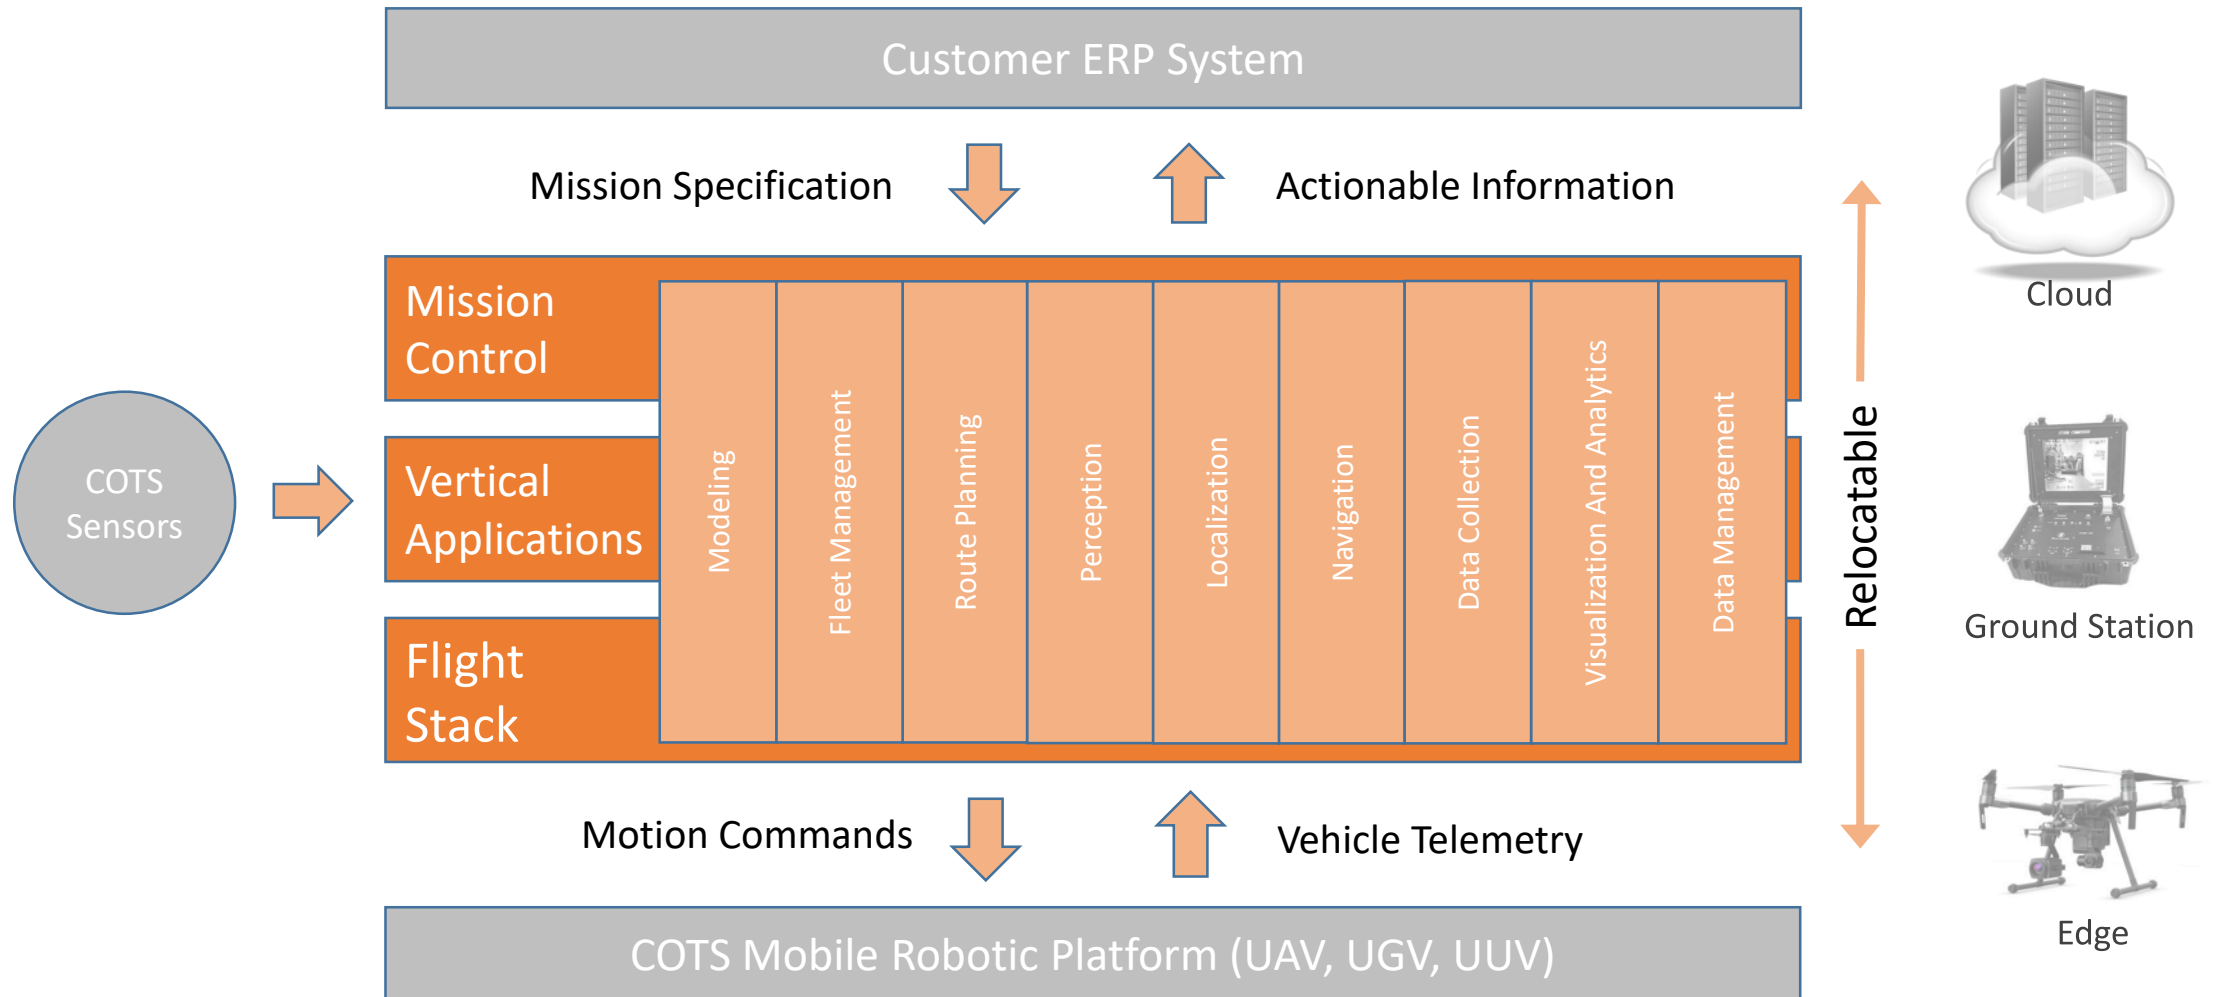 Customer ERP System
Mission Specification
Actionable Information
Mission
Control
Vertical
Applications
Flight
Stack
COTS
Sensors
Modeling
Fleet Management
Route Planning
Perception
Localization
Navigation
Data Collection
Visualization And Analytics
Data Management
Relocatable
Cloud
Ground Station
Edge
Motion Commands
Vehicle Telemetry
COTS Mobile Robotic Platform (UAV, UGV, UUV)